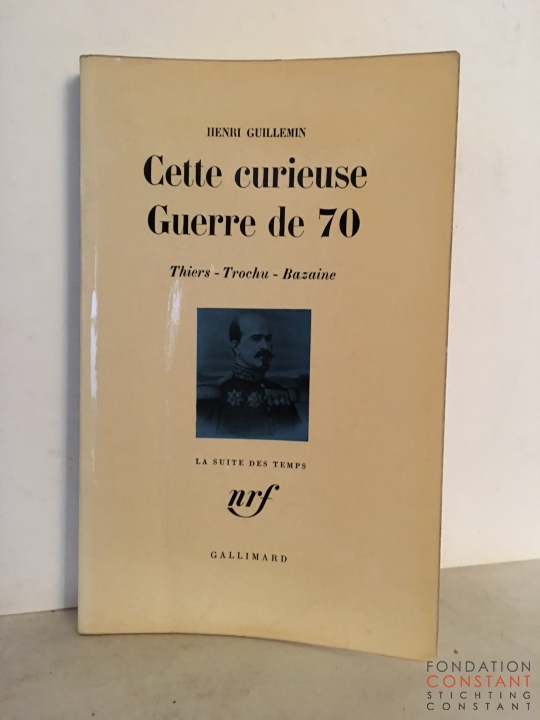 HENRI GUILLEMIN
Cette curieuse
Guerre de 70
Thiers - Trochu - Bazaine
LA SUITE DES TEMPS
nrf
GALLIMARD
FONDATION
CONSTANT
STICHTING
CONSTANT